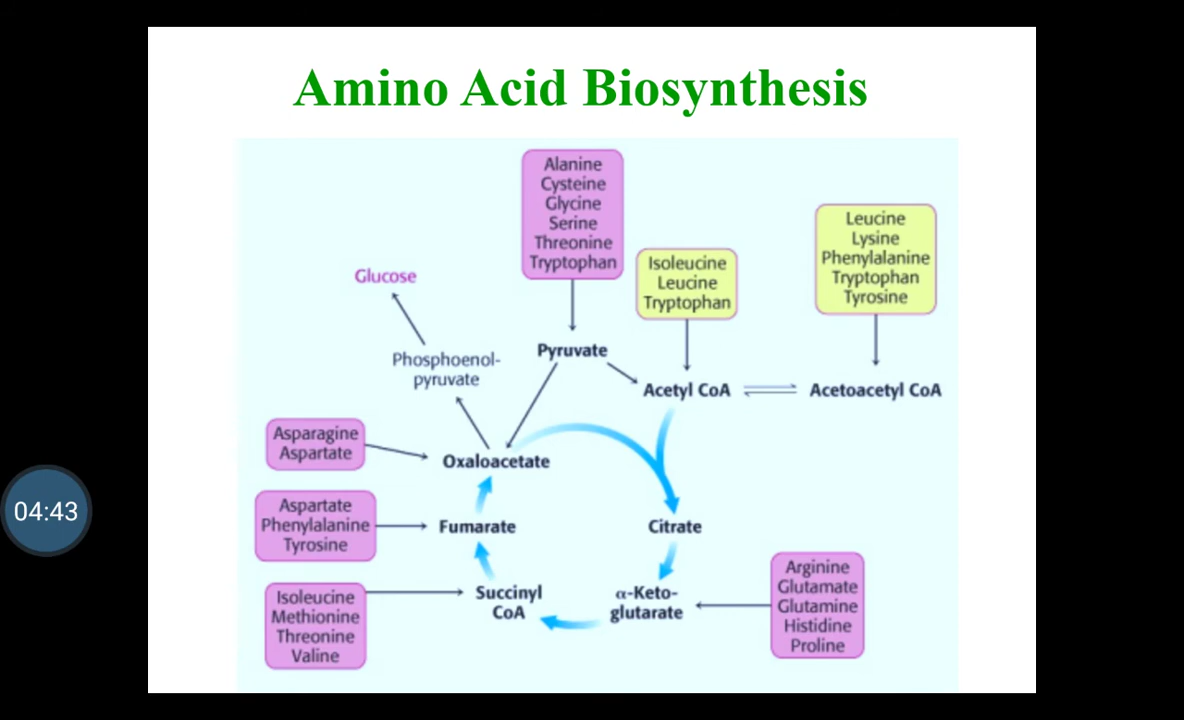 Amino Acid Biosynthesis
Alanine
Cysteine
Glycine
Serine
Threonine
Tryptophan
Leucine
Lysine
Phenylalanine
Tryptophan
Tyrosine
Isoleucine
Leucine
Tryptophan
Glucose
Phosphoenol-
pyruvate
Pyruvate
Acetyl CoA
Acetoacetyl CoA
Asparagine
Aspartate
Oxaloacetate
Aspartate
Phenylalanine
Tyrosine
Fumarate
Citrate
Isoleucine
Methionine
Threonine
Valine
Succinyl
CoA
α-Keto-
glutarate
Arginine
Glutamate
Glutamine
Histidine
Proline
04:43